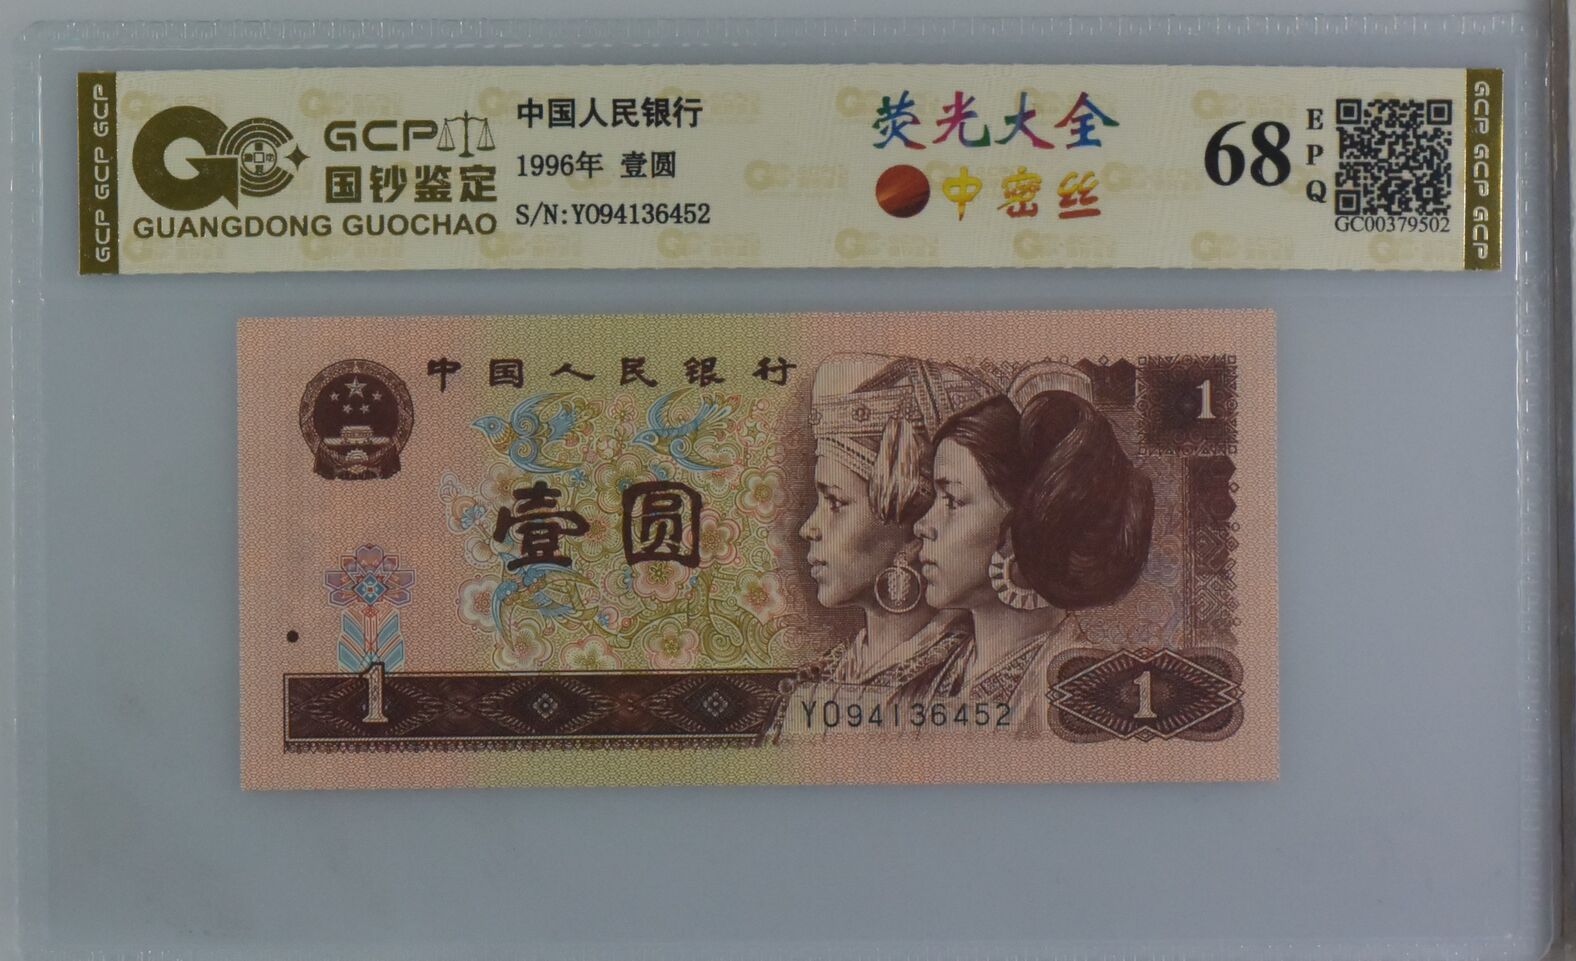 GCP GCP GCP
GCP
国钞鉴定
GUANGDONG GUOCHAO
中国人民银行
1996年 壹圆
S/N:Y094136452
荧光大全
中密丝
68
EPQ
GC00379502
GCP GCP GCP
中国人民银行
1
壹圆
1
Y094136452
1